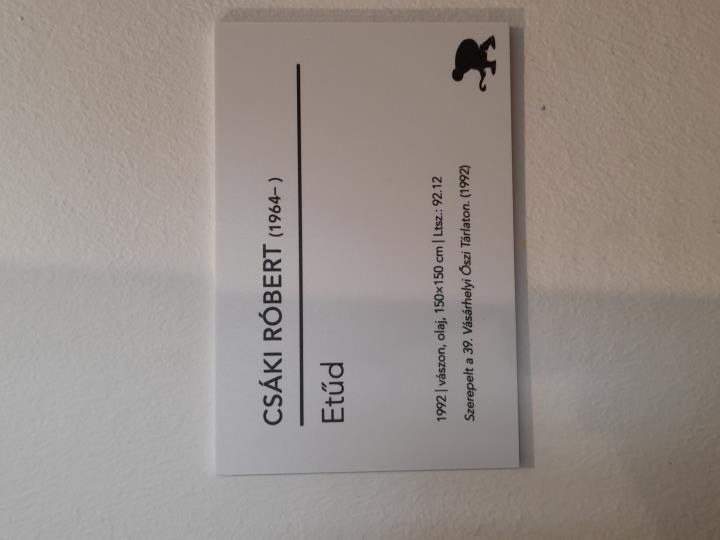 CSÁKI RÓBERT (1964– )
Etűd
1992 | vászon, olaj, 150×150 cm | Ltsz.: 92.12
Szerepelt a 39. Vásárhelyi Őszi Tárlaton. (1992)